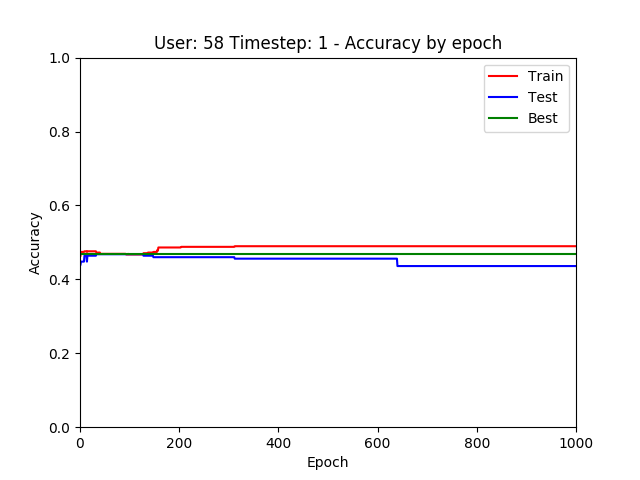 User: 58 Timestep: 1 - Accuracy by epoch
1.0
0.8
0.6
0.4
0.2
0.0
Accuracy
Train
Test
Best
0 200 400 600 800 1000
Epoch